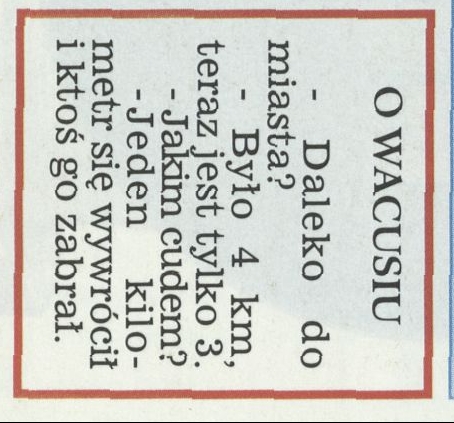 O WACUSIU
- Daleko do
miasta?
- Było 4 km,
teraz jest tylko 3.
- Jakim cudem?
- Jeden kilo-
metr się wywrócił
i ktoś go zabrał.